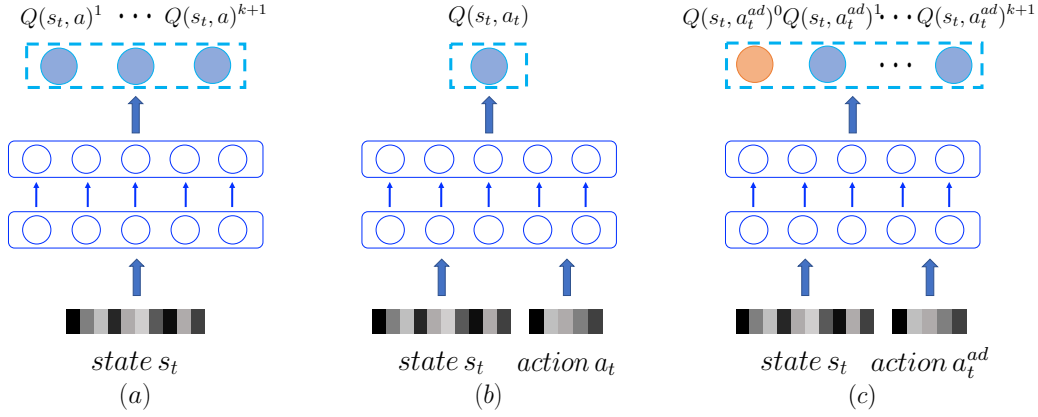 Q(s_t, a)^1 · · · Q(s_t, a)^{k+1}
Q(s_t, a_t)
Q(s_t, a_t^{ad})^0 Q(s_t, a_t^{ad})^1 · · · Q(s_t, a_t^{ad})^{k+1}
· · ·
state s_t
state s_t action a_t
state s_t action a_t^{ad}
(a)
(b)
(c)